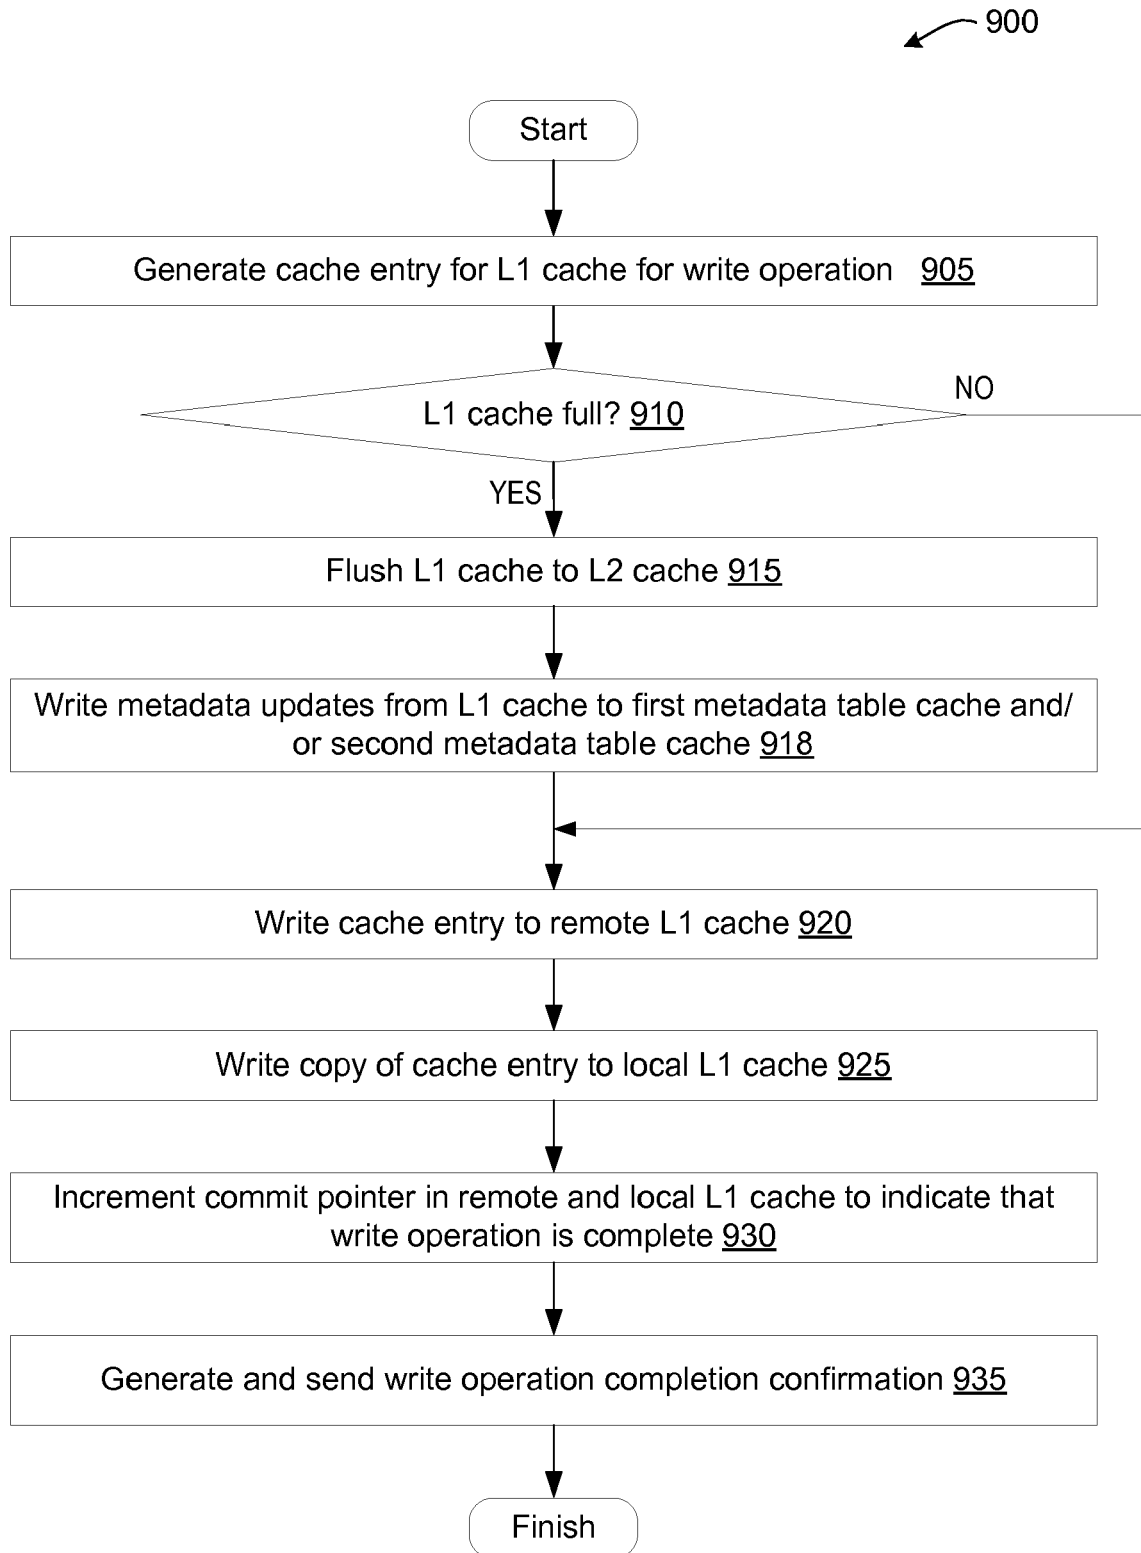 900
Start
Generate cache entry for L1 cache for write operation 905
L1 cache full? 910
NO
YES
Flush L1 cache to L2 cache 915
Write metadata updates from L1 cache to first metadata table cache and/
or second metadata table cache 918
Write cache entry to remote L1 cache 920
Write copy of cache entry to local L1 cache 925
Increment commit pointer in remote and local L1 cache to indicate that
write operation is complete 930
Generate and send write operation completion confirmation 935
Finish